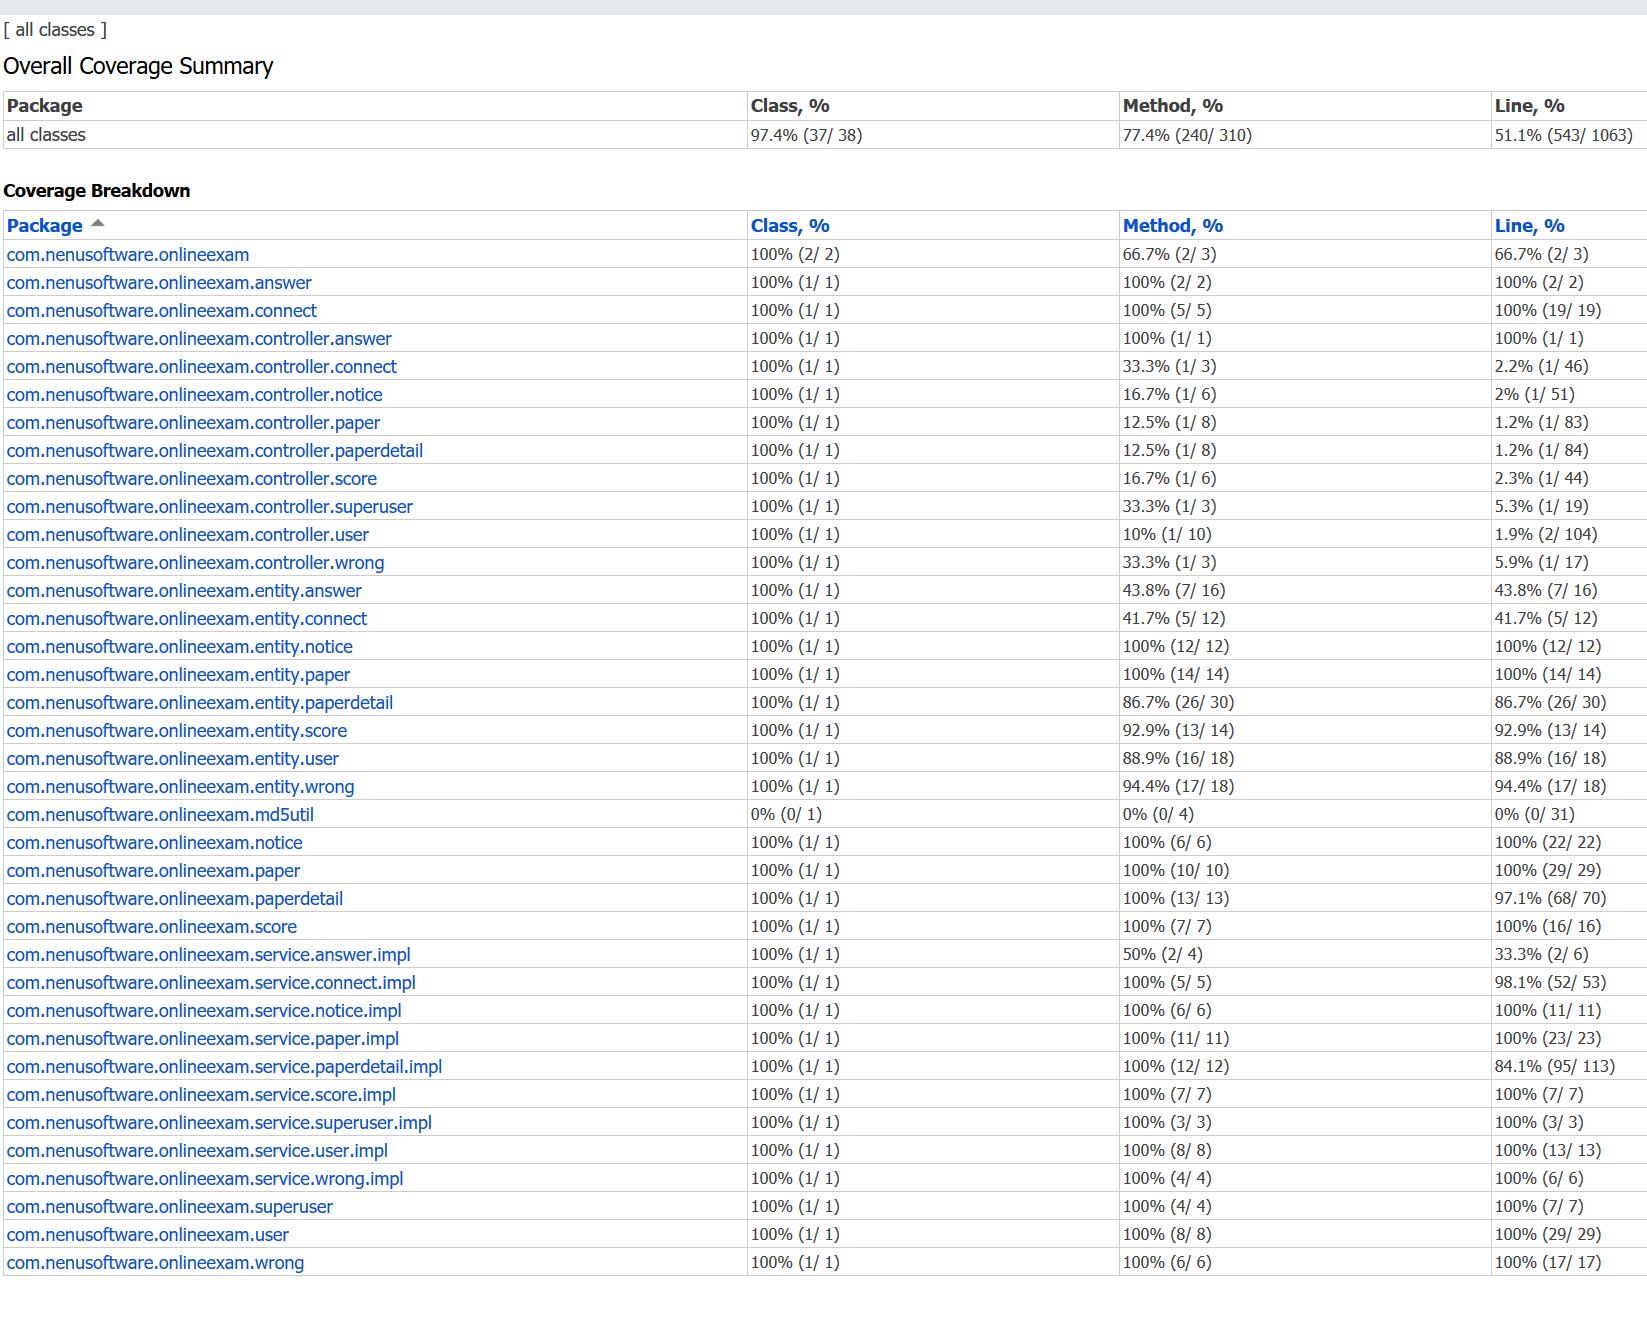 [ all classes ]
Overall Coverage Summary
Package Class, % Method, % Line, %
all classes 97.4% (37/ 38) 77.4% (240/ 310) 51.1% (543/ 1063)
Coverage Breakdown
Package Class, % Method, % Line, %
com.nenusoftware.onlineexam 100% (2/ 2) 66.7% (2/ 3) 66.7% (2/ 3)
com.nenusoftware.onlineexam.answer 100% (1/ 1) 100% (2/ 2) 100% (2/ 2)
com.nenusoftware.onlineexam.connect 100% (1/ 1) 100% (5/ 5) 100% (19/ 19)
com.nenusoftware.onlineexam.controller.answer 100% (1/ 1) 100% (1/ 1) 100% (1/ 1)
com.nenusoftware.onlineexam.controller.connect 100% (1/ 1) 33.3% (1/ 3) 2.2% (1/ 46)
com.nenusoftware.onlineexam.controller.notice 100% (1/ 1) 16.7% (1/ 6) 2% (1/ 51)
com.nenusoftware.onlineexam.controller.paper 100% (1/ 1) 12.5% (1/ 8) 1.2% (1/ 83)
com.nenusoftware.onlineexam.controller.paperdetail 100% (1/ 1) 12.5% (1/ 8) 1.2% (1/ 84)
com.nenusoftware.onlineexam.controller.score 100% (1/ 1) 16.7% (1/ 6) 2.3% (1/ 44)
com.nenusoftware.onlineexam.controller.superuser 100% (1/ 1) 33.3% (1/ 3) 5.3% (1/ 19)
com.nenusoftware.onlineexam.controller.user 100% (1/ 1) 10% (1/ 10) 1.9% (2/ 104)
com.nenusoftware.onlineexam.controller.wrong 100% (1/ 1) 33.3% (1/ 3) 5.9% (1/ 17)
com.nenusoftware.onlineexam.entity.answer 100% (1/ 1) 43.8% (7/ 16) 43.8% (7/ 16)
com.nenusoftware.onlineexam.entity.connect 100% (1/ 1) 41.7% (5/ 12) 41.7% (5/ 12)
com.nenusoftware.onlineexam.entity.notice 100% (1/ 1) 100% (12/ 12) 100% (12/ 12)
com.nenusoftware.onlineexam.entity.paper 100% (1/ 1) 100% (14/ 14) 100% (14/ 14)
com.nenusoftware.onlineexam.entity.paperdetail 100% (1/ 1) 86.7% (26/ 30) 86.7% (26/ 30)
com.nenusoftware.onlineexam.entity.score 100% (1/ 1) 92.9% (13/ 14) 92.9% (13/ 14)
com.nenusoftware.onlineexam.entity.user 100% (1/ 1) 88.9% (16/ 18) 88.9% (16/ 18)
com.nenusoftware.onlineexam.entity.wrong 100% (1/ 1) 94.4% (17/ 18) 94.4% (17/ 18)
com.nenusoftware.onlineexam.md5util 0% (0/ 1) 0% (0/ 4) 0% (0/ 31)
com.nenusoftware.onlineexam.notice 100% (1/ 1) 100% (6/ 6) 100% (22/ 22)
com.nenusoftware.onlineexam.paper 100% (1/ 1) 100% (10/ 10) 100% (29/ 29)
com.nenusoftware.onlineexam.paperdetail 100% (1/ 1) 100% (13/ 13) 97.1% (68/ 70)
com.nenusoftware.onlineexam.score 100% (1/ 1) 100% (7/ 7) 100% (16/ 16)
com.nenusoftware.onlineexam.service.answer.impl 100% (1/ 1) 50% (2/ 4) 33.3% (2/ 6)
com.nenusoftware.onlineexam.service.connect.impl 100% (1/ 1) 100% (5/ 5) 98.1% (52/ 53)
com.nenusoftware.onlineexam.service.notice.impl 100% (1/ 1) 100% (6/ 6) 100% (11/ 11)
com.nenusoftware.onlineexam.service.paper.impl 100% (1/ 1) 100% (11/ 11) 100% (23/ 23)
com.nenusoftware.onlineexam.service.paperdetail.impl 100% (1/ 1) 100% (12/ 12) 84.1% (95/ 113)
com.nenusoftware.onlineexam.service.score.impl 100% (1/ 1) 100% (7/ 7) 100% (7/ 7)
com.nenusoftware.onlineexam.service.superuser.impl 100% (1/ 1) 100% (3/ 3) 100% (3/ 3)
com.nenusoftware.onlineexam.service.user.impl 100% (1/ 1) 100% (8/ 8) 100% (13/ 13)
com.nenusoftware.onlineexam.service.wrong.impl 100% (1/ 1) 100% (4/ 4) 100% (6/ 6)
com.nenusoftware.onlineexam.superuser 100% (1/ 1) 100% (4/ 4) 100% (7/ 7)
com.nenusoftware.onlineexam.user 100% (1/ 1) 100% (8/ 8) 100% (29/ 29)
com.nenusoftware.onlineexam.wrong 100% (1/ 1) 100% (6/ 6) 100% (17/ 17)